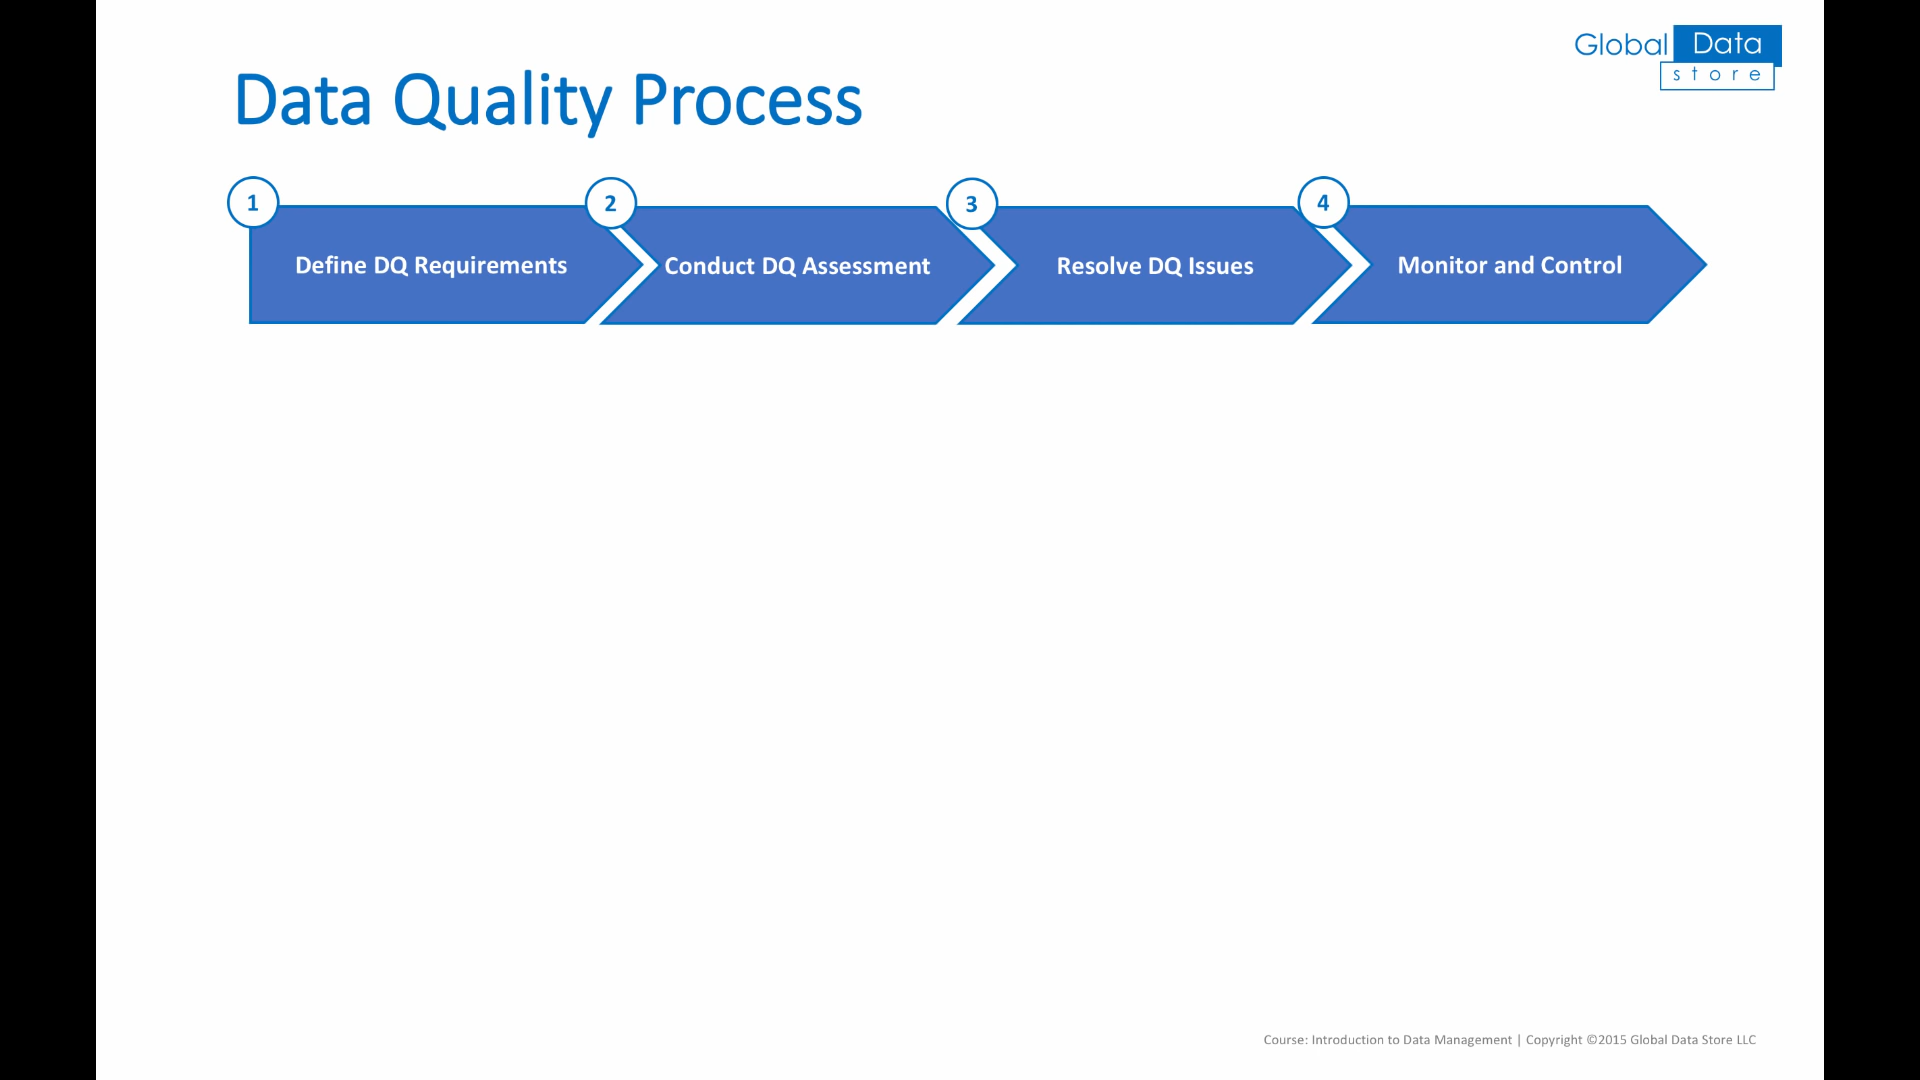 Global Data
store
Data Quality Process
1
2
3
4
Define DQ Requirements
Conduct DQ Assessment
Resolve DQ Issues
Monitor and Control
Course: Introduction to Data Management | Copyright ©2015 Global Data Store LLC